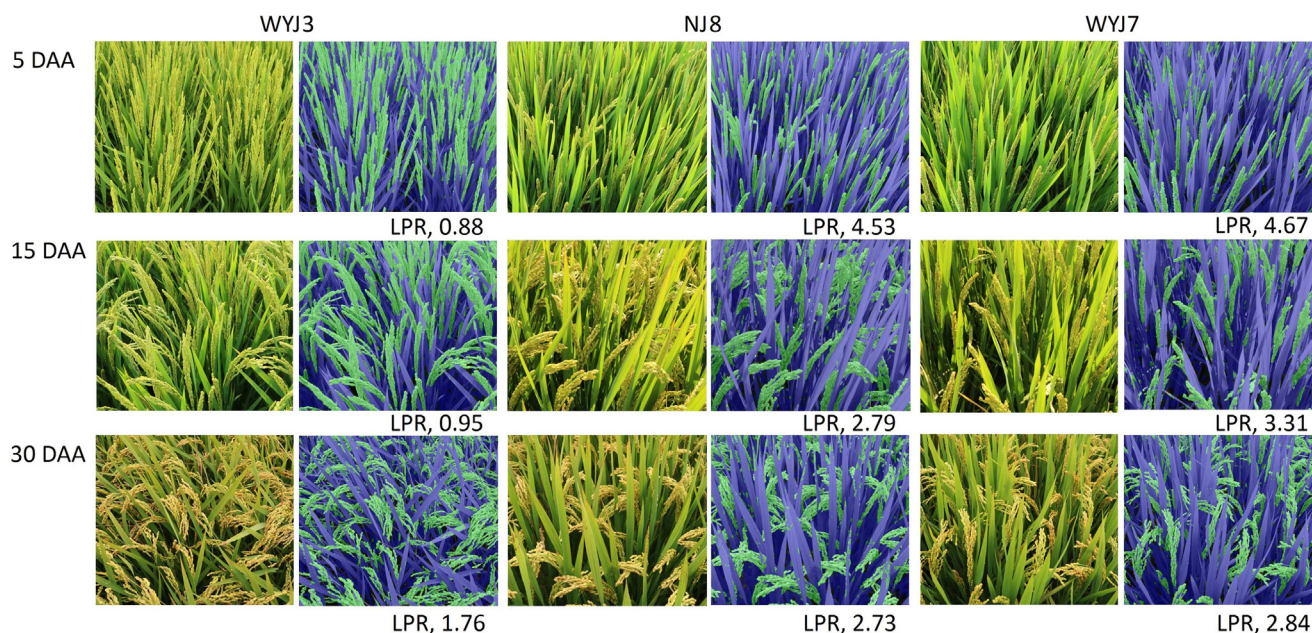 WYJ3 NJ8 WYJ7
5 DAA
LPR, 0.88 LPR, 4.53 LPR, 4.67
15 DAA
LPR, 0.95 LPR, 2.79 LPR, 3.31
30 DAA
LPR, 1.76 LPR, 2.73 LPR, 2.84